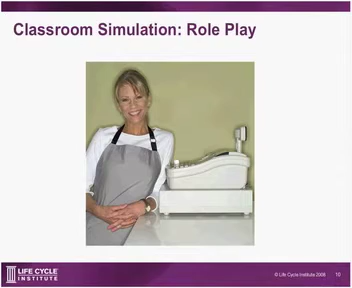 Classroom Simulation: Role Play
LIFE CYCLE
INSTITUTE
© Life Cycle Institute 2008
10